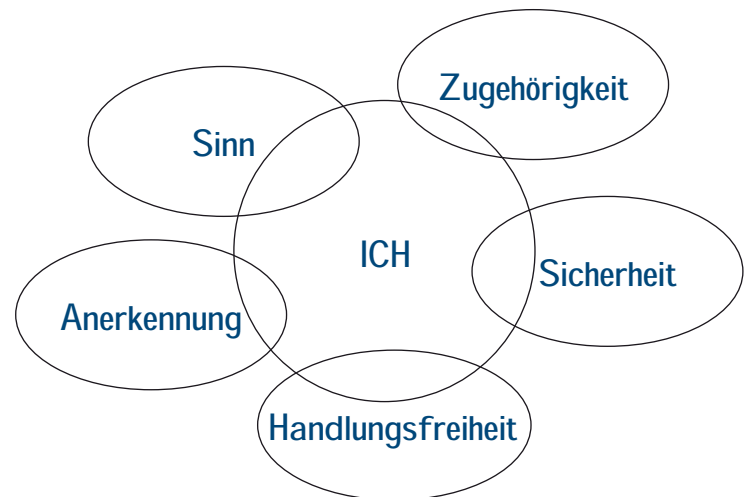 Zugehörigkeit
Sinn
ICH
Sicherheit
Anerkennung
Handlungsfreiheit